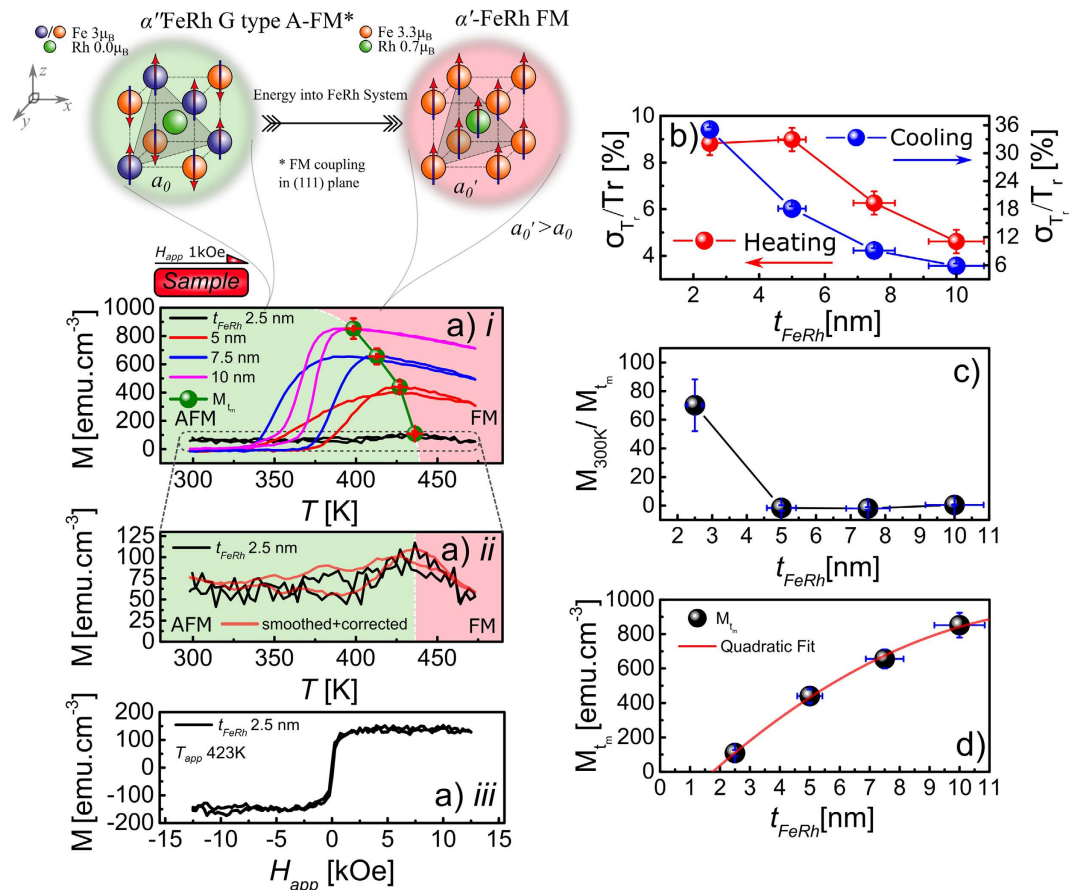 α″FeRh G type A-FM*
α′-FeRh FM
Fe 3μB
Rh 0.0μB
Fe 3.3μB
Rh 0.7μB
z
x
y
Energy into FeRh System
* FM coupling
in (111) plane
a0
a0′
a0′>a0
Happ 1kOe
Sample
a) i
M [emu.cm-3]
1000
800
600
400
200
0
tFeRh 2.5 nm
5 nm
7.5 nm
10 nm
Mtm
AFM
FM
300 350 400 450
T [K]
a) ii
M [emu.cm-3]
125
100
75
50
25
0
tFeRh 2.5 nm
AFM
smoothed+corrected
FM
300 350 400 450
T [K]
a) iii
M [emu.cm-3]
200
100
0
-100
-200
tFeRh 2.5 nm
Tapp 423K
-15 -10 -5 0 5 10 15
Happ [kOe]
b)
σTr/Tr [%]
10
8
6
4
Cooling
Heating
36
30
24
18
12
6
σTr/Tr [%]
2 4 6 8 10
tFeRh[nm]
c)
M300K/ Mtm
100
80
60
40
20
0
2 3 4 5 6 7 8 9 10 11
tFeRh[nm]
d)
Mtm [emu.cm-3]
1000
800
600
400
200
0
Mtm
Quadratic Fit
0 1 2 3 4 5 6 7 8 9 10 11
tFeRh[nm]